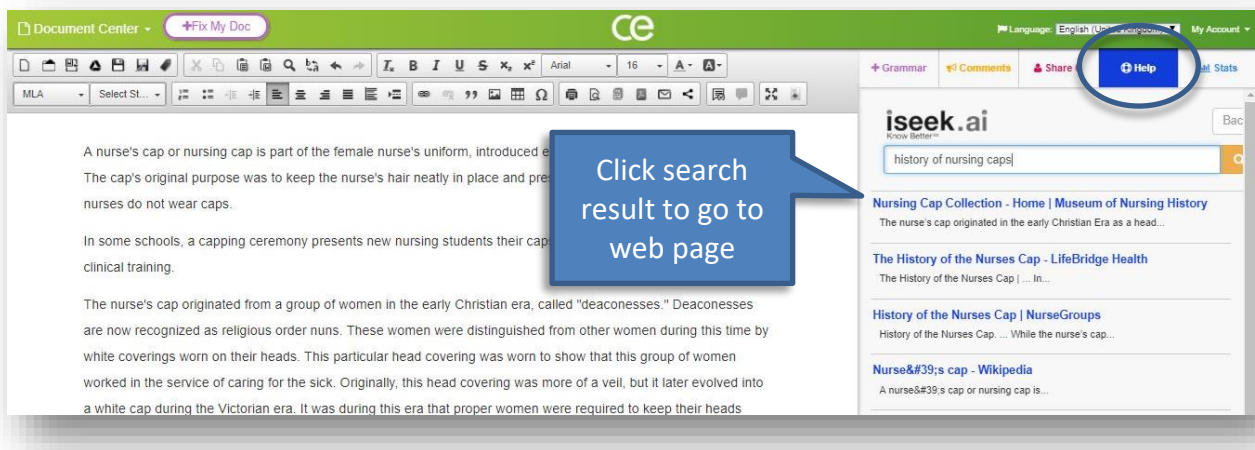 Document Center
+Fix My Doc
ce
Language: English (United Kingdom)
My Account
Arial
16
MLA
Select St...
+ Grammar
Comments
Share
Help
Stats
A nurse's cap or nursing cap is part of the female nurse's uniform, introduced
The cap's original purpose was to keep the nurse's hair neatly in place and
nurses do not wear caps.
In some schools, a capping ceremony presents new nursing students their
clinical training.
The nurse's cap originated from a group of women in the early Christian era, called "deaconesses." Deaconesses
are now recognized as religious order nuns. These women were distinguished from other women during this time by
white coverings worn on their heads. This particular head covering was worn to show that this group of women
worked in the service of caring for the sick. Originally, this head covering was more of a veil, but it later evolved into
a white cap during the Victorian era. It was during this era that proper women were required to keep their heads
Click search
result to go to
web page
iseek.ai
Know Better
Bac
history of nursing caps
Nursing Cap Collection - Home | Museum of Nursing History
The nurse's cap originated in the early Christian Era as a head...
The History of the Nurses Cap - LifeBridge Health
The History of the Nurses Cap | ... In...
History of the Nurses Cap | NurseGroups
History of the Nurses Cap. ... While the nurse's cap...
Nurse&#39;s cap - Wikipedia
A nurse&#39;s cap or nursing cap is...